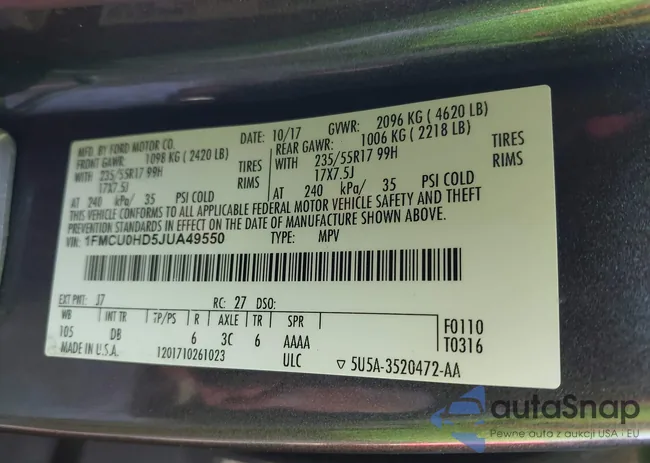 MFD. BY FORD MOTOR CO. DATE: 10/17 GVWR: 2096 KG ( 4620 LB)
FRONT GAWR: 1098 KG ( 2420 LB) REAR GAWR: 1006 KG ( 2218 LB)
WITH 235/55R17 99H TIRES WITH 235/55R17 99H TIRES
17X7.5J RIMS 17X7.5J RIMS
AT 240 kPa/ 35 PSI COLD AT 240 kPa/ 35 PSI COLD
THIS VEHICLE CONFORMS TO ALL APPLICABLE FEDERAL MOTOR VEHICLE SAFETY AND THEFT
PREVENTION STANDARDS IN EFFECT ON THE DATE OF MANUFACTURE SHOWN ABOVE.
VIN: 1FMCU0HD5JUA49550 TYPE: MPV
EXT PNT: J7 RC: 27 DSO:
WB INT TR TP/PS R AXLE TR SPR
105 DB 6 3C 6 AAAA F0110
MADE IN U.S.A. 1201710261023 ULC T0316
▽ 5U5A-3520472-AA
autaSnap
Pewne auta z aukcji USA i EU